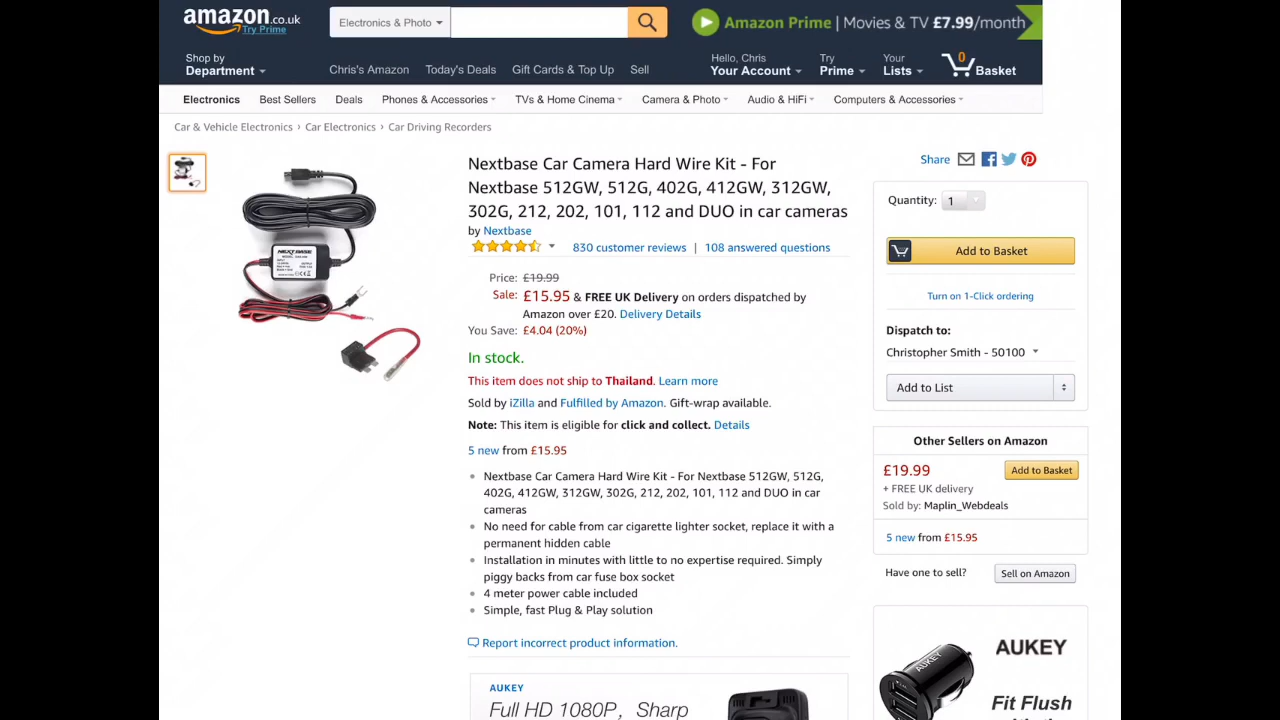 amazon.co.uk
Try Prime
Electronics & Photo
Amazon Prime | Movies & TV £7.99/month
Shop by
Department
Chris's Amazon
Today's Deals
Gift Cards & Top Up
Sell
Hello, Chris
Your Account
Try
Prime
Your
Lists
0
Basket
Electronics
Best Sellers
Deals
Phones & Accessories
TVs & Home Cinema
Camera & Photo
Audio & HiFi
Computers & Accessories
Car & Vehicle Electronics › Car Electronics › Car Driving Recorders
NEXTBASE
Nextbase Car Camera Hard Wire Kit - For
Nextbase 512GW, 512G, 402G, 412GW, 312GW,
302G, 212, 202, 101, 112 and DUO in car cameras
by Nextbase
830 customer reviews | 108 answered questions
Price: £19.99
Sale: £15.95 & FREE UK Delivery on orders dispatched by
Amazon over £20. Delivery Details
You Save: £4.04 (20%)
In stock.
This item does not ship to Thailand. Learn more
Sold by iZilla and Fulfilled by Amazon. Gift-wrap available.
Note: This item is eligible for click and collect. Details
5 new from £15.95
Nextbase Car Camera Hard Wire Kit - For Nextbase 512GW, 512G,
402G, 412GW, 312GW, 302G, 212, 202, 101, 112 and DUO in car
cameras
No need for cable from car cigarette lighter socket, replace it with a
permanent hidden cable
Installation in minutes with little to no expertise required. Simply
piggy backs from car fuse box socket
4 meter power cable included
Simple, fast Plug & Play solution
Report incorrect product information.
AUKEY
Full HD 1080P, Sharp
Share
Quantity: 1
Add to Basket
Turn on 1-Click ordering
Dispatch to:
Christopher Smith - 50100
Add to List
Other Sellers on Amazon
£19.99
Add to Basket
+ FREE UK delivery
Sold by: Maplin_Webdeals
5 new from £15.95
Have one to sell?
Sell on Amazon
AUKEY
AUKEY
Fit Flush